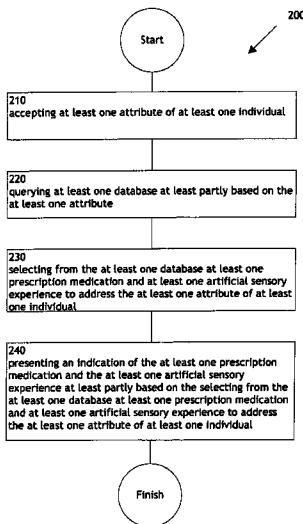 200
Start
210
accepting at least one attribute of at least one individual
220
querying at least one database at least partly based on the
at least one attribute
230
selecting from the at least one database at least one
prescription medication and at least one artificial sensory
experience to address the at least one attribute of at least
one individual
240
presenting an indication of the at least one prescription
medication and the at least one artificial sensory
experience at least partly based on the selecting from the
at least one database at least one prescription medication
and at least one artificial sensory experience to address
the at least one attribute of at least one individual
Finish